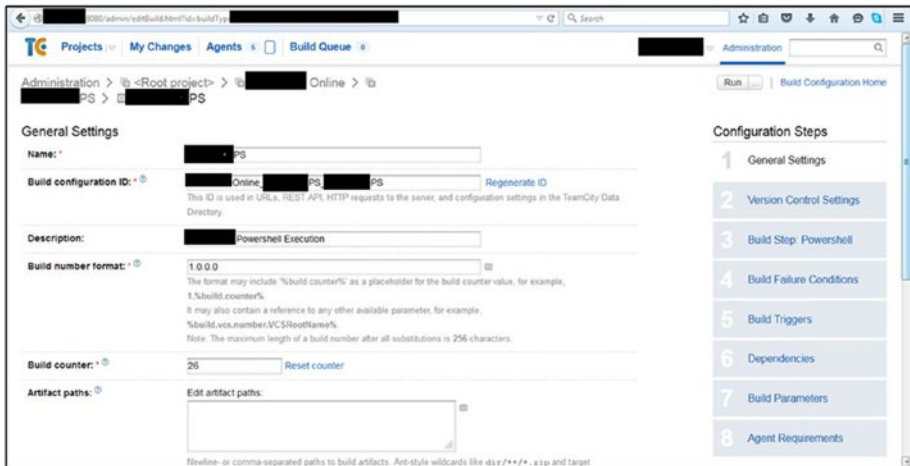 8080/admin/editBuild.html?id=buildTyp
Search
TC Projects My Changes Agents 6 Build Queue 0
Administration
Administration > <Root project> > Online >
PS > PS
Run ... | Build Configuration Home
General Settings
Name: * PS
Build configuration ID: * Online_ PS_ PS Regenerate ID
This ID is used in URLs, REST API, HTTP requests to the server, and configuration settings in the TeamCity Data
Directory.
Description: Powershell Execution
Build number format: * 1.0.0.0
The format may include '%build.counter%' as a placeholder for the build counter value, for example,
1.%build.counter%.
It may also contain a reference to any other available parameter, for example,
%build.vcs.number.VCSRootName%.
Note: The maximum length of a build number after all substitutions is 256 characters.
Build counter: * 26 Reset counter
Artifact paths: Edit artifact paths:
Newline- or comma-separated paths to build artifacts. Ant-style wildcards like dir/**/*.zip and target
Configuration Steps
1 General Settings
2 Version Control Settings
3 Build Step: Powershell
4 Build Failure Conditions
5 Build Triggers
6 Dependencies
7 Build Parameters
8 Agent Requirements